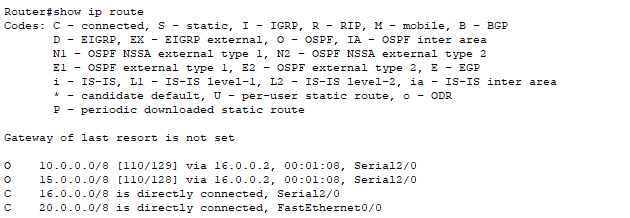 Router#show ip route
Codes: C - connected, S - static, I - IGRP, R - RIP, M - mobile, B - BGP
       D - EIGRP, EX - EIGRP external, O - OSPF, IA - OSPF inter area
       N1 - OSPF NSSA external type 1, N2 - OSPF NSSA external type 2
       E1 - OSPF external type 1, E2 - OSPF external type 2, E - EGP
       i - IS-IS, L1 - IS-IS level-1, L2 - IS-IS level-2, ia - IS-IS inter area
       * - candidate default, U - per-user static route, o - ODR
       P - periodic downloaded static route
Gateway of last resort is not set
O    10.0.0.0/8 [110/129] via 16.0.0.2, 00:01:08, Serial2/0
O    15.0.0.0/8 [110/128] via 16.0.0.2, 00:01:08, Serial2/0
C    16.0.0.0/8 is directly connected, Serial2/0
C    20.0.0.0/8 is directly connected, FastEthernet0/0